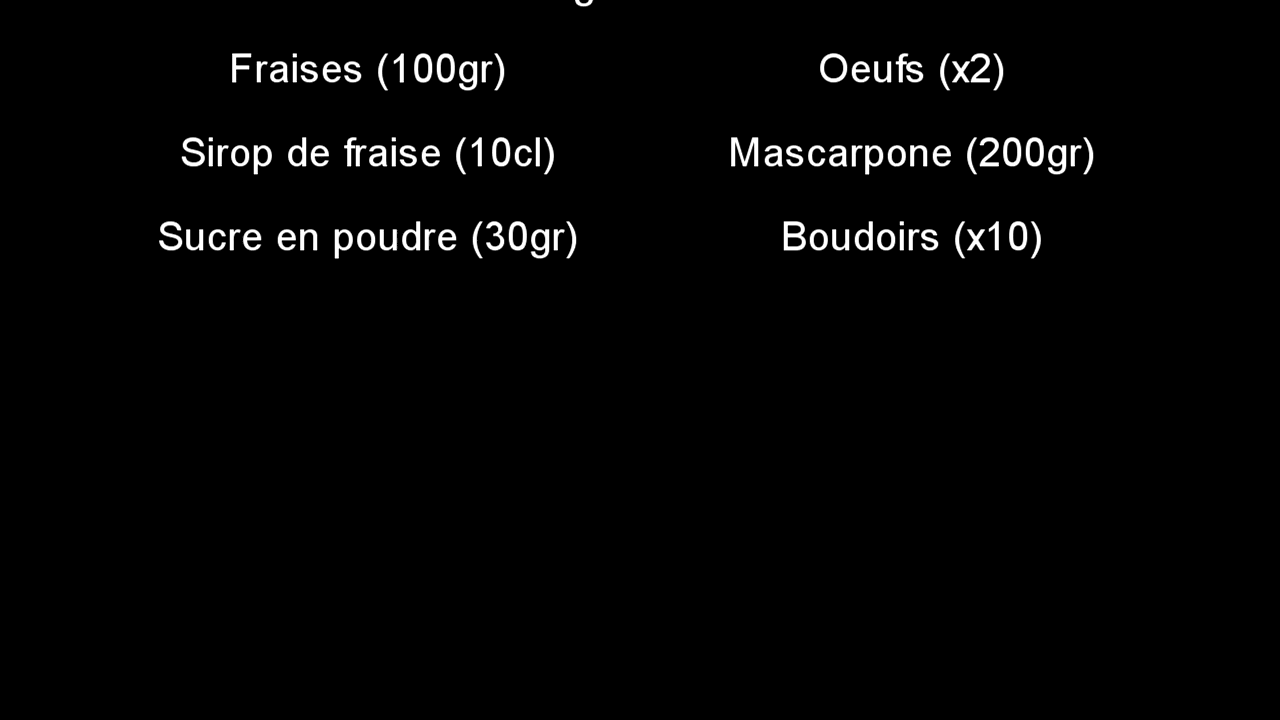 Fraises (100gr) Oeufs (x2)
Sirop de fraise (10cl) Mascarpone (200gr)
Sucre en poudre (30gr) Boudoirs (x10)